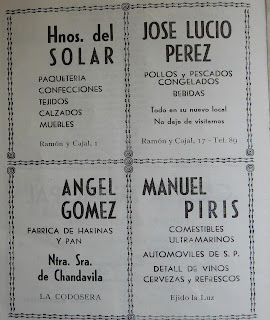 Hnos. del
SOLAR
PAQUETERIA
CONFECCIONES
TEJIDOS
CALZADOS
MUEBLES
Ramón y Cajal, 1
JOSE LUCIO
PEREZ
POLLOS y PESCADOS
CONGELADOS
BEBIDAS
Todo en su nuevo local
No deje de visitarnos
Ramón y Cajal, 17 - Tel. 89
ANGEL
GOMEZ
FABRICA DE HARINAS
Y PAN
Ntra. Sra.
de Chandavila
LA CODOSERA
MANUEL
PIRIS
COMESTIBLES
ULTRAMARINOS
AUTOMOVILES DE S. P.
DETALL DE VINOS
CERVEZAS y REFRESCOS
Ejido la Luz